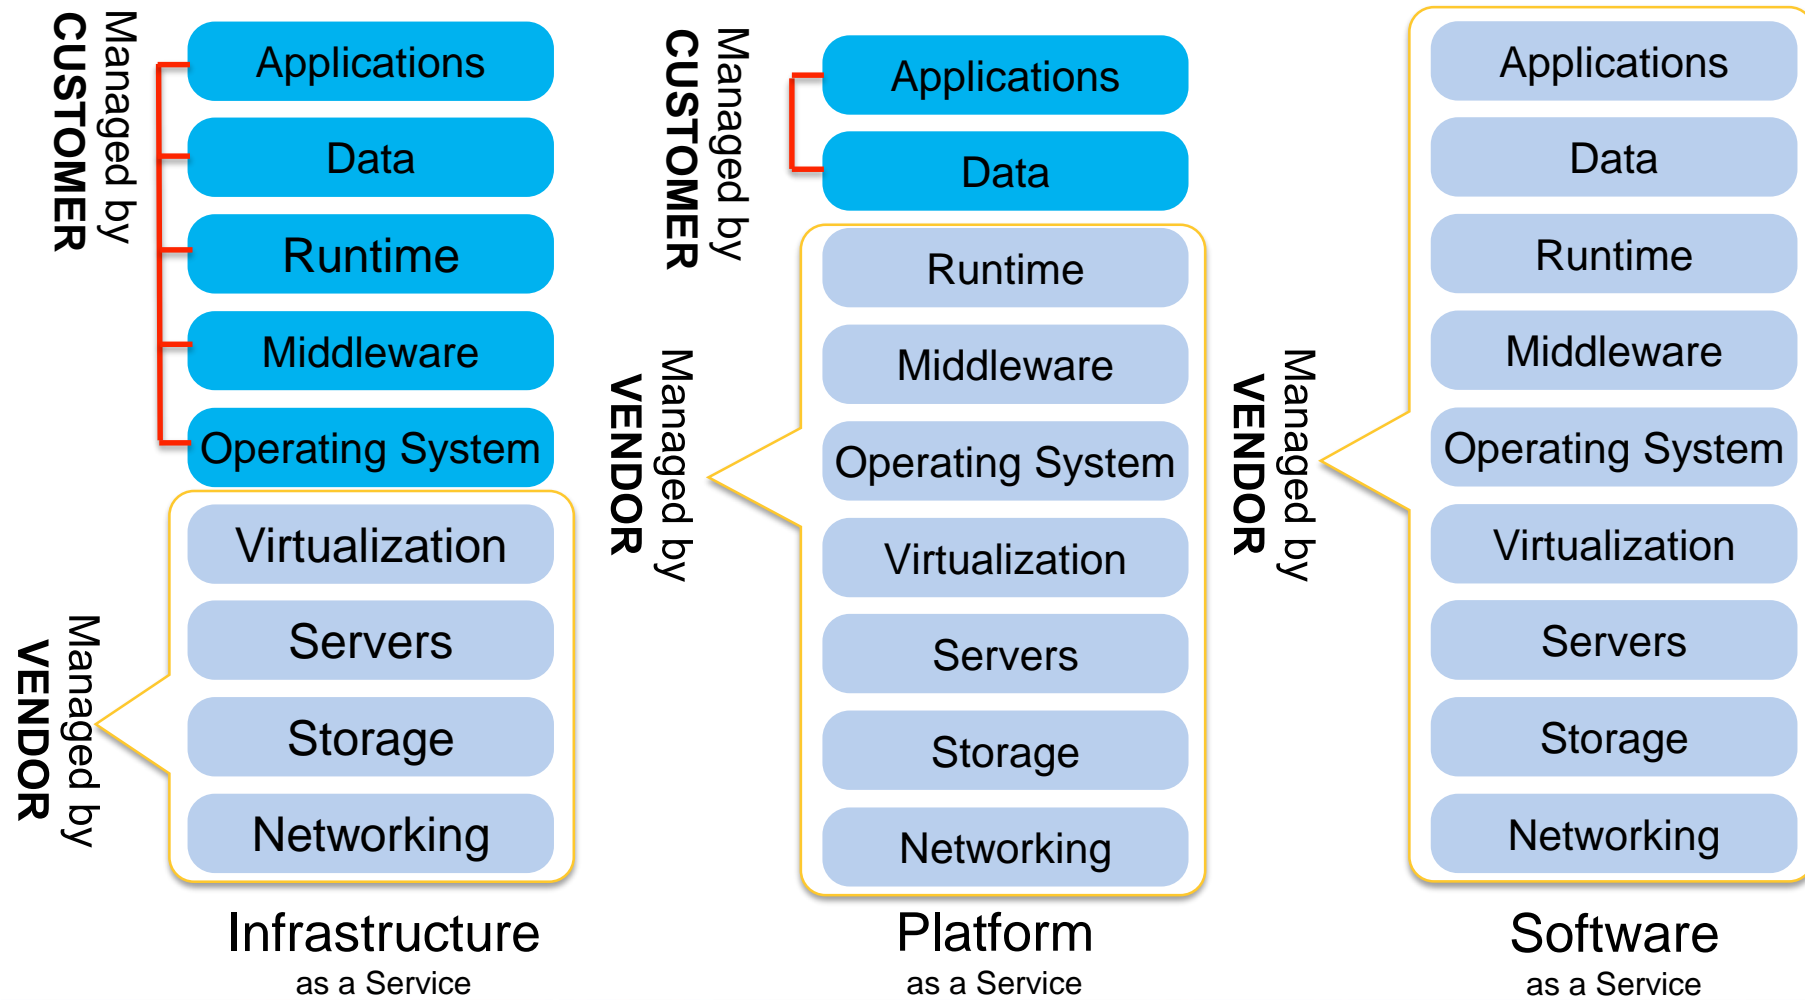 Managed by
CUSTOMER
Applications
Data
Runtime
Middleware
Operating System
Managed by
VENDOR
Virtualization
Servers
Storage
Networking
Infrastructure
as a Service
Managed by
CUSTOMER
Applications
Data
Managed by
VENDOR
Runtime
Middleware
Operating System
Virtualization
Servers
Storage
Networking
Platform
as a Service
Managed by
VENDOR
Applications
Data
Runtime
Middleware
Operating System
Virtualization
Servers
Storage
Networking
Software
as a Service